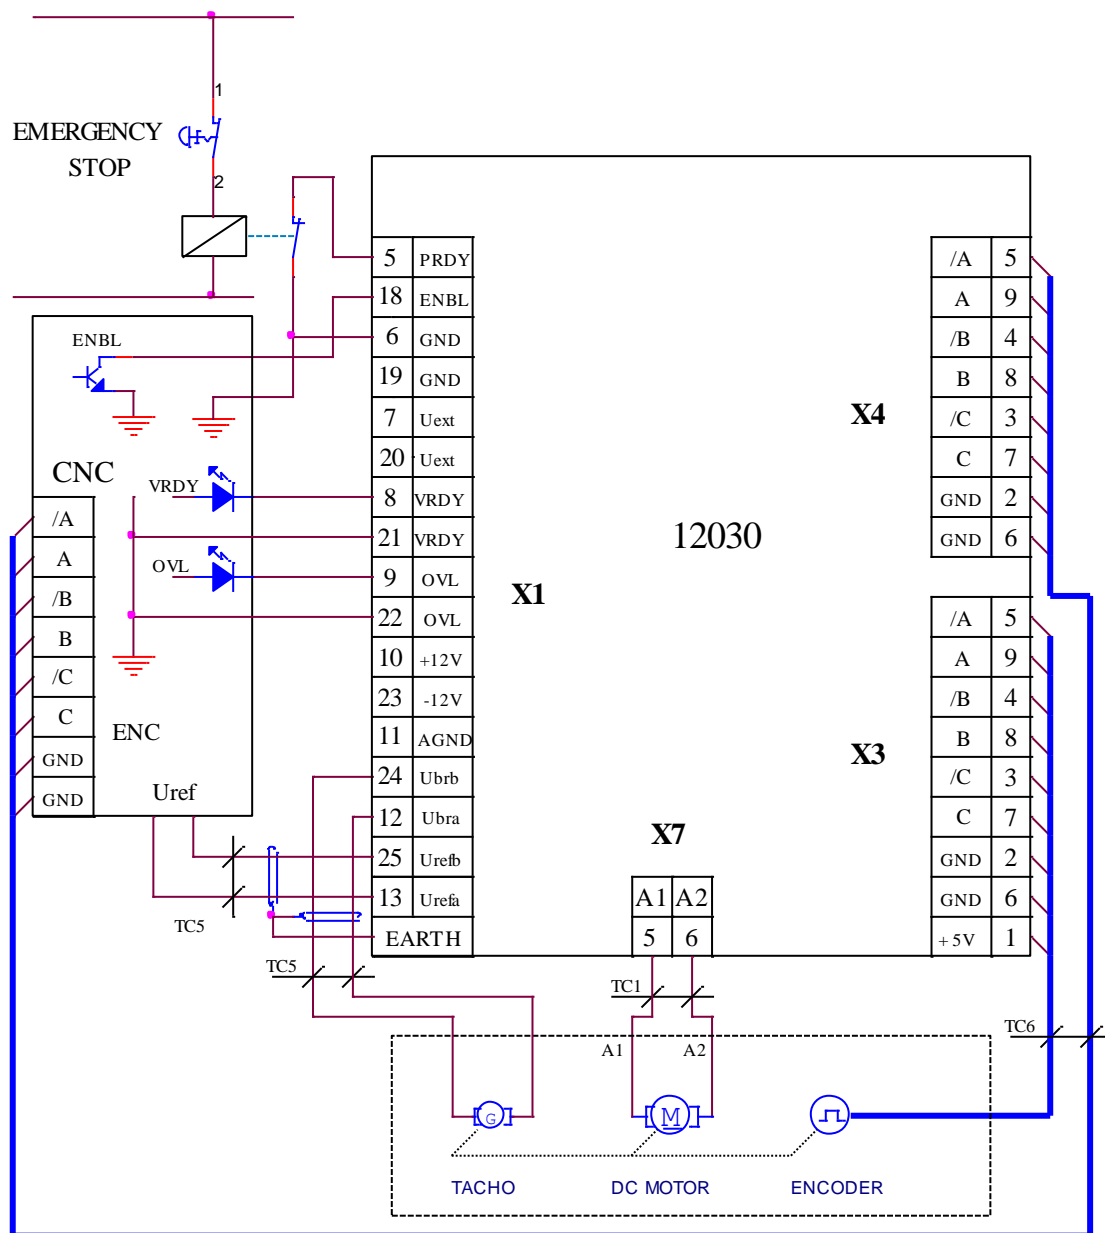 1
EMERGENCY
STOP
2
5 PRDY
18 ENBL
6 GND
19 GND
7 Uext
20 Uext
8 VRDY
21 VRDY
9 OVL
22 OVL
10 +12V
23 -12V
11 AGND
24 Ubrb
12 Ubra
25 Urefb
13 Urefa
EARTH
X1
12030
X4
/A 5
A 9
/B 4
B 8
/C 3
C 7
GND 2
GND 6
X3
/A 5
A 9
/B 4
B 8
/C 3
C 7
GND 2
GND 6
+5V 1
X7
A1 A2
5 6
ENBL
CNC
VRDY
OVL
/A
A
/B
B
/C
C
GND
GND
ENC
Uref
TC5
TC5
TC1
TC6
A1 A2
G
M
TACHO
DC MOTOR
ENCODER